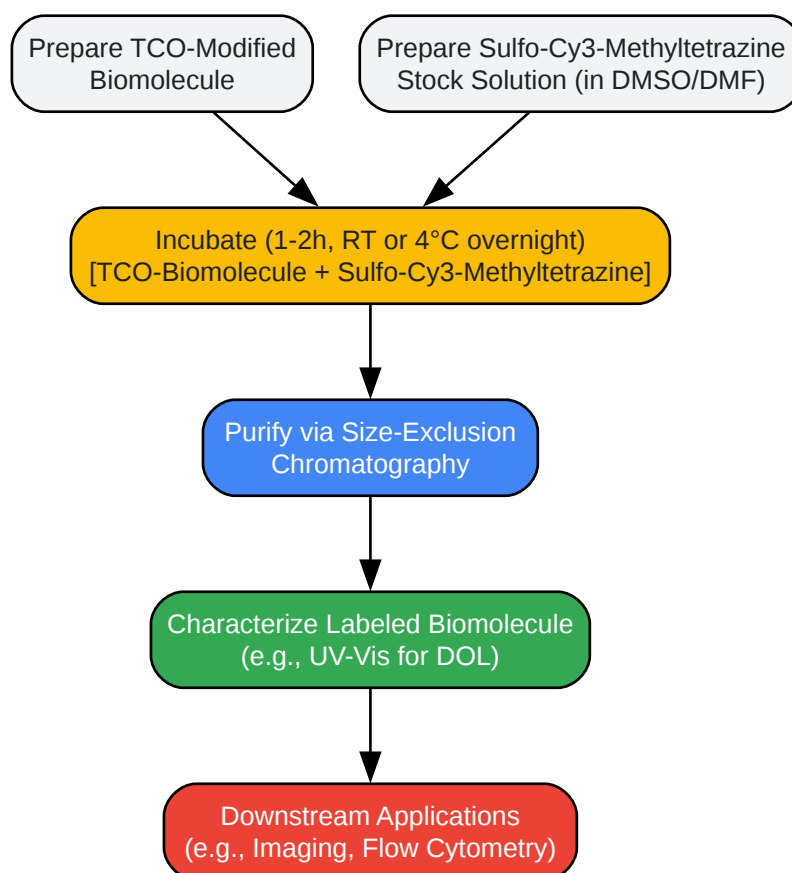 Prepare TCO-Modified
Biomolecule
Prepare Sulfo-Cy3-Methyltetrazine
Stock Solution (in DMSO/DMF)
Incubate (1-2h, RT or 4°C overnight)
[TCO-Biomolecule + Sulfo-Cy3-Methyltetrazine]
Purify via Size-Exclusion
Chromatography
Characterize Labeled Biomolecule
(e.g., UV-Vis for DOL)
Downstream Applications
(e.g., Imaging, Flow Cytometry)